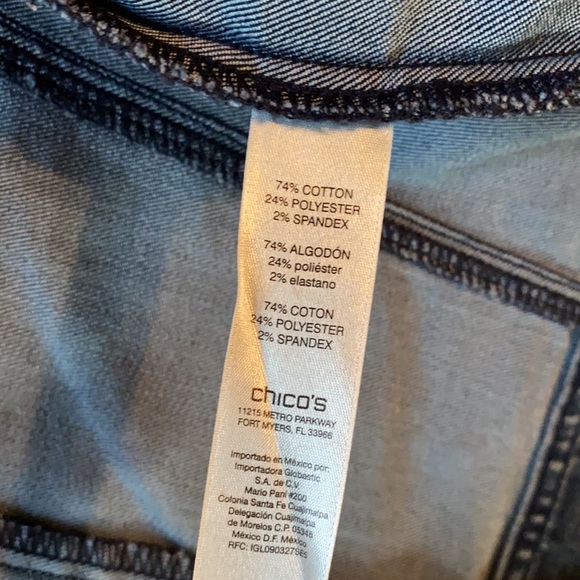 74% COTTON
24% POLYESTER
2% SPANDEX
74% ALGODÓN
24% poliéster
2% elastano
74% COTON
24% POLYESTER
2% SPANDEX
chico's
11215 METRO PARKWAY
FORT MYERS, FL 33966
Importado en México por:
Importadora Globastic
S.A. de C.V.
Mario Pani #200
Colonia Santa Fe Cuajimalpa
Delegación Cuajimalpa
de Morelos C.P. 05348
México D.F. México
RFC: IGL090327